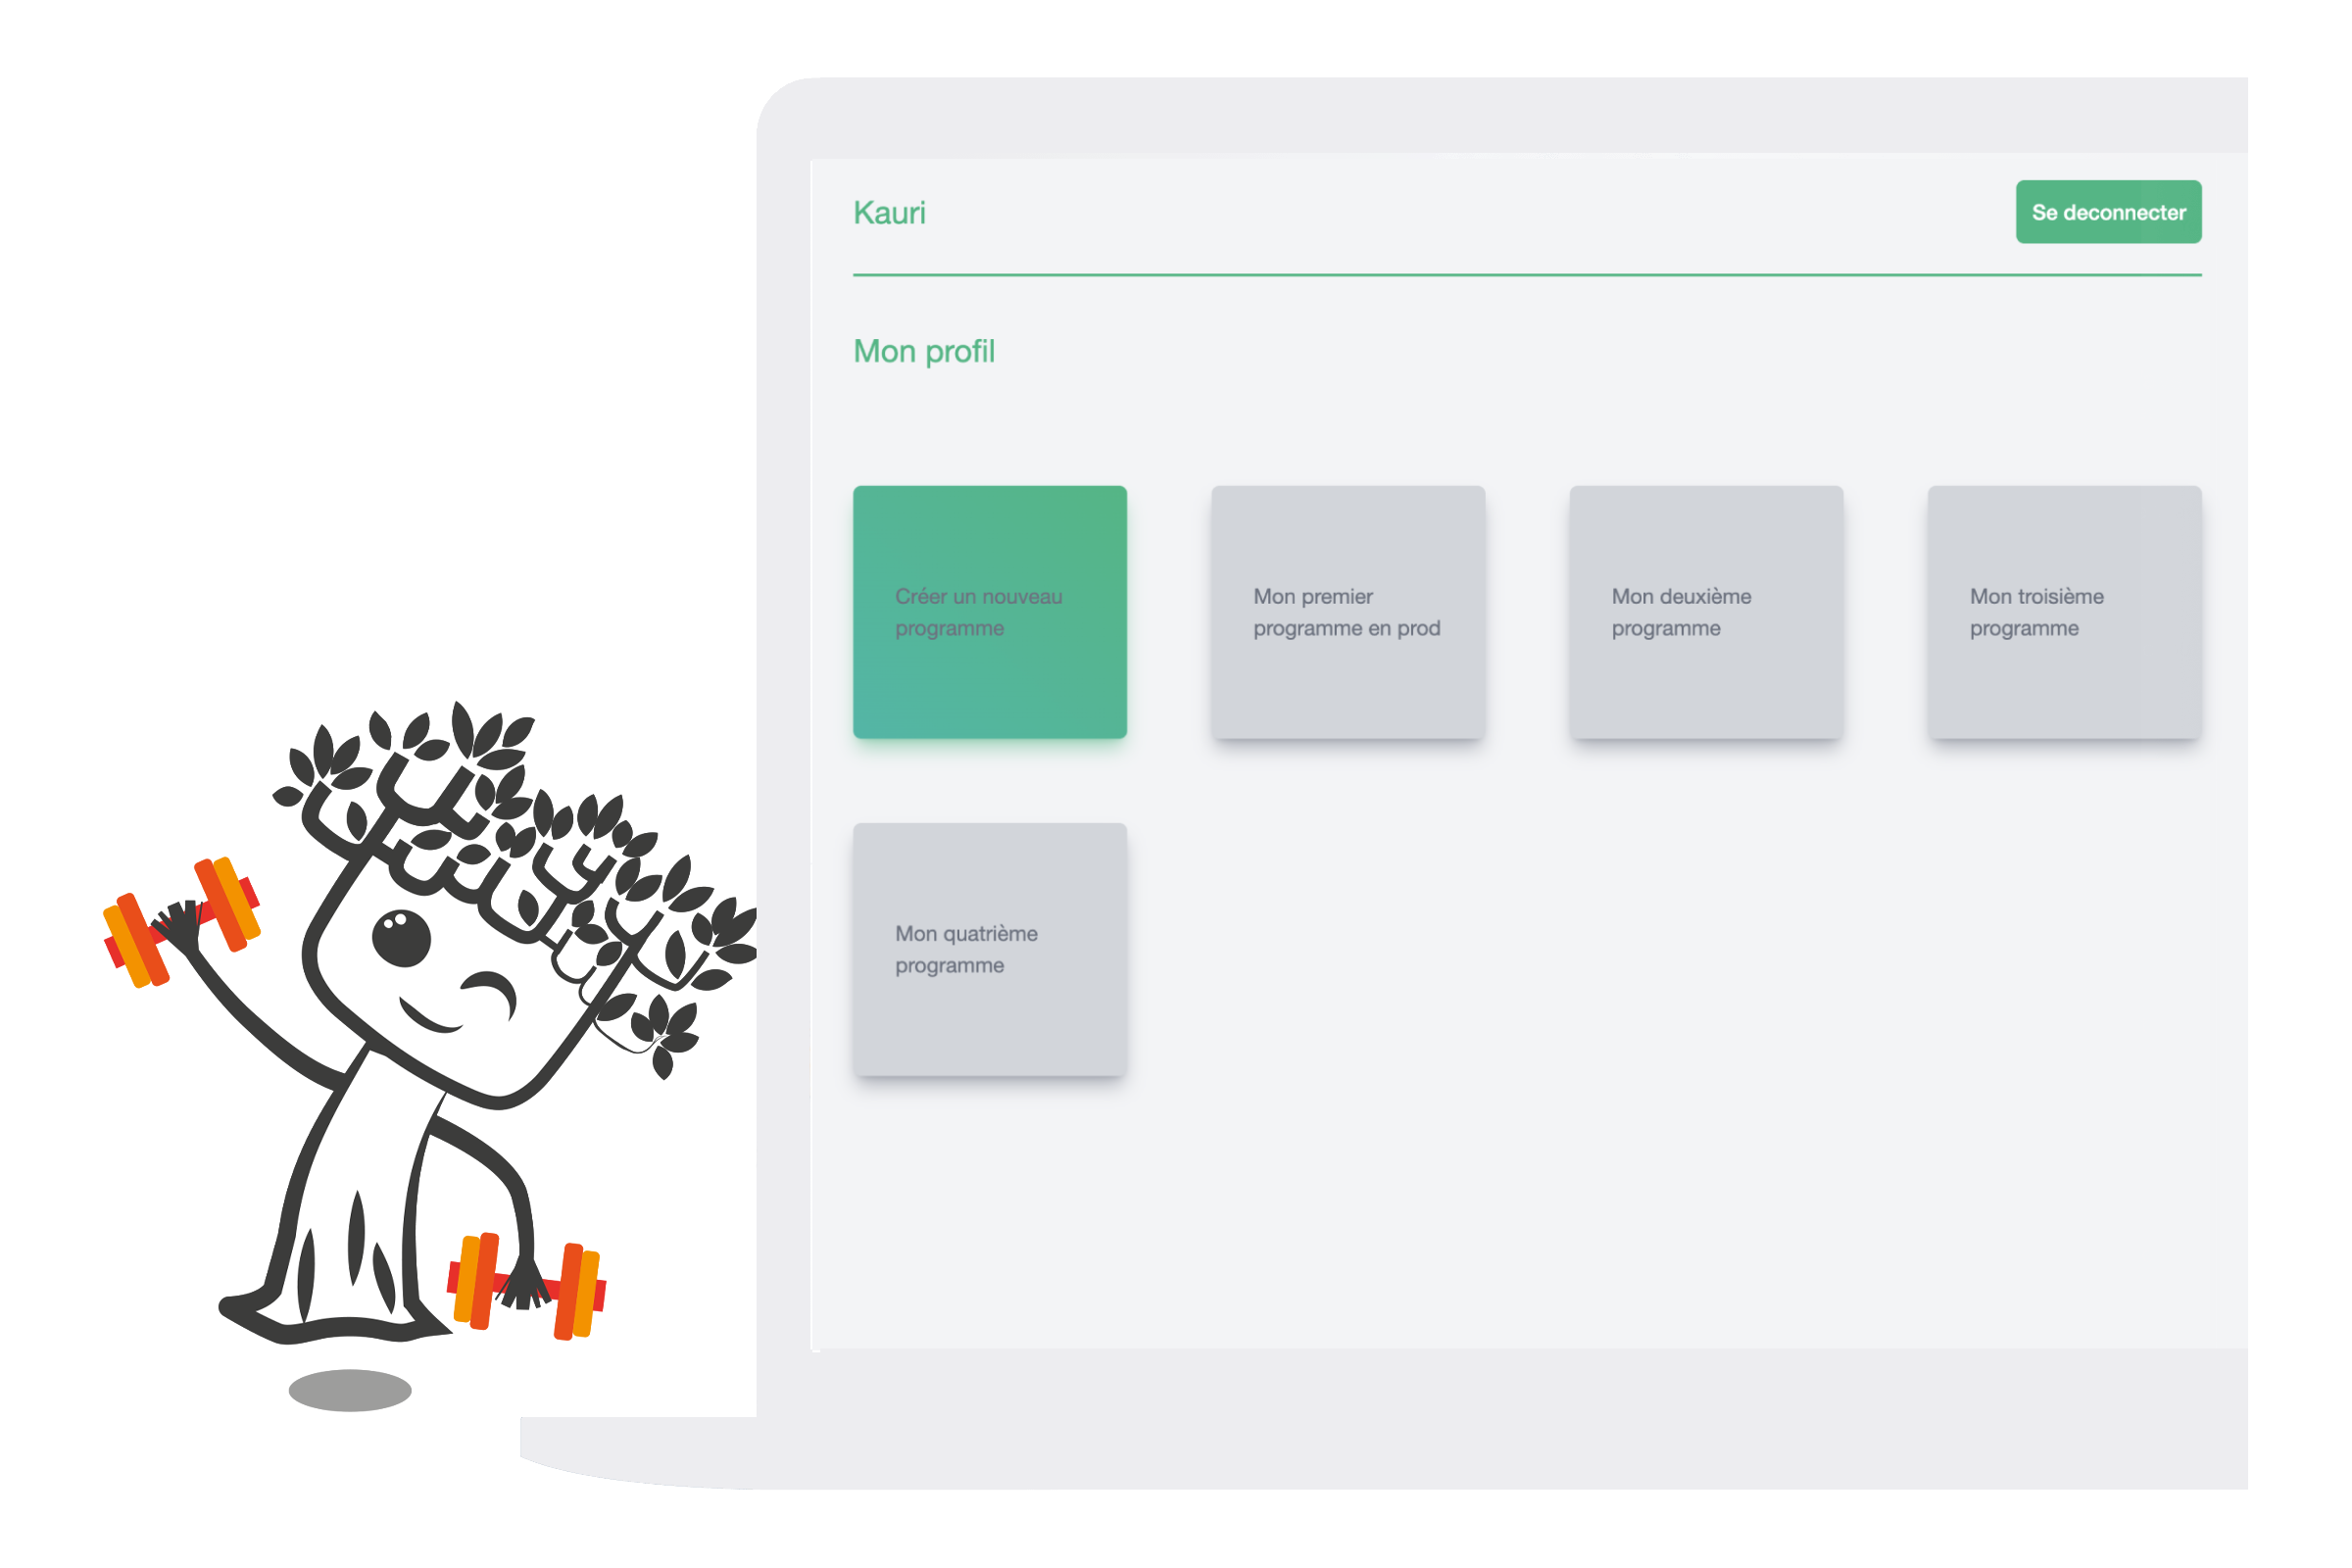 Kauri
Se deconnecter
Mon profil
Créer un nouveau
programme
Mon premier
programme en prod
Mon deuxième
programme
Mon troisième
programme
Mon quatrième
programme